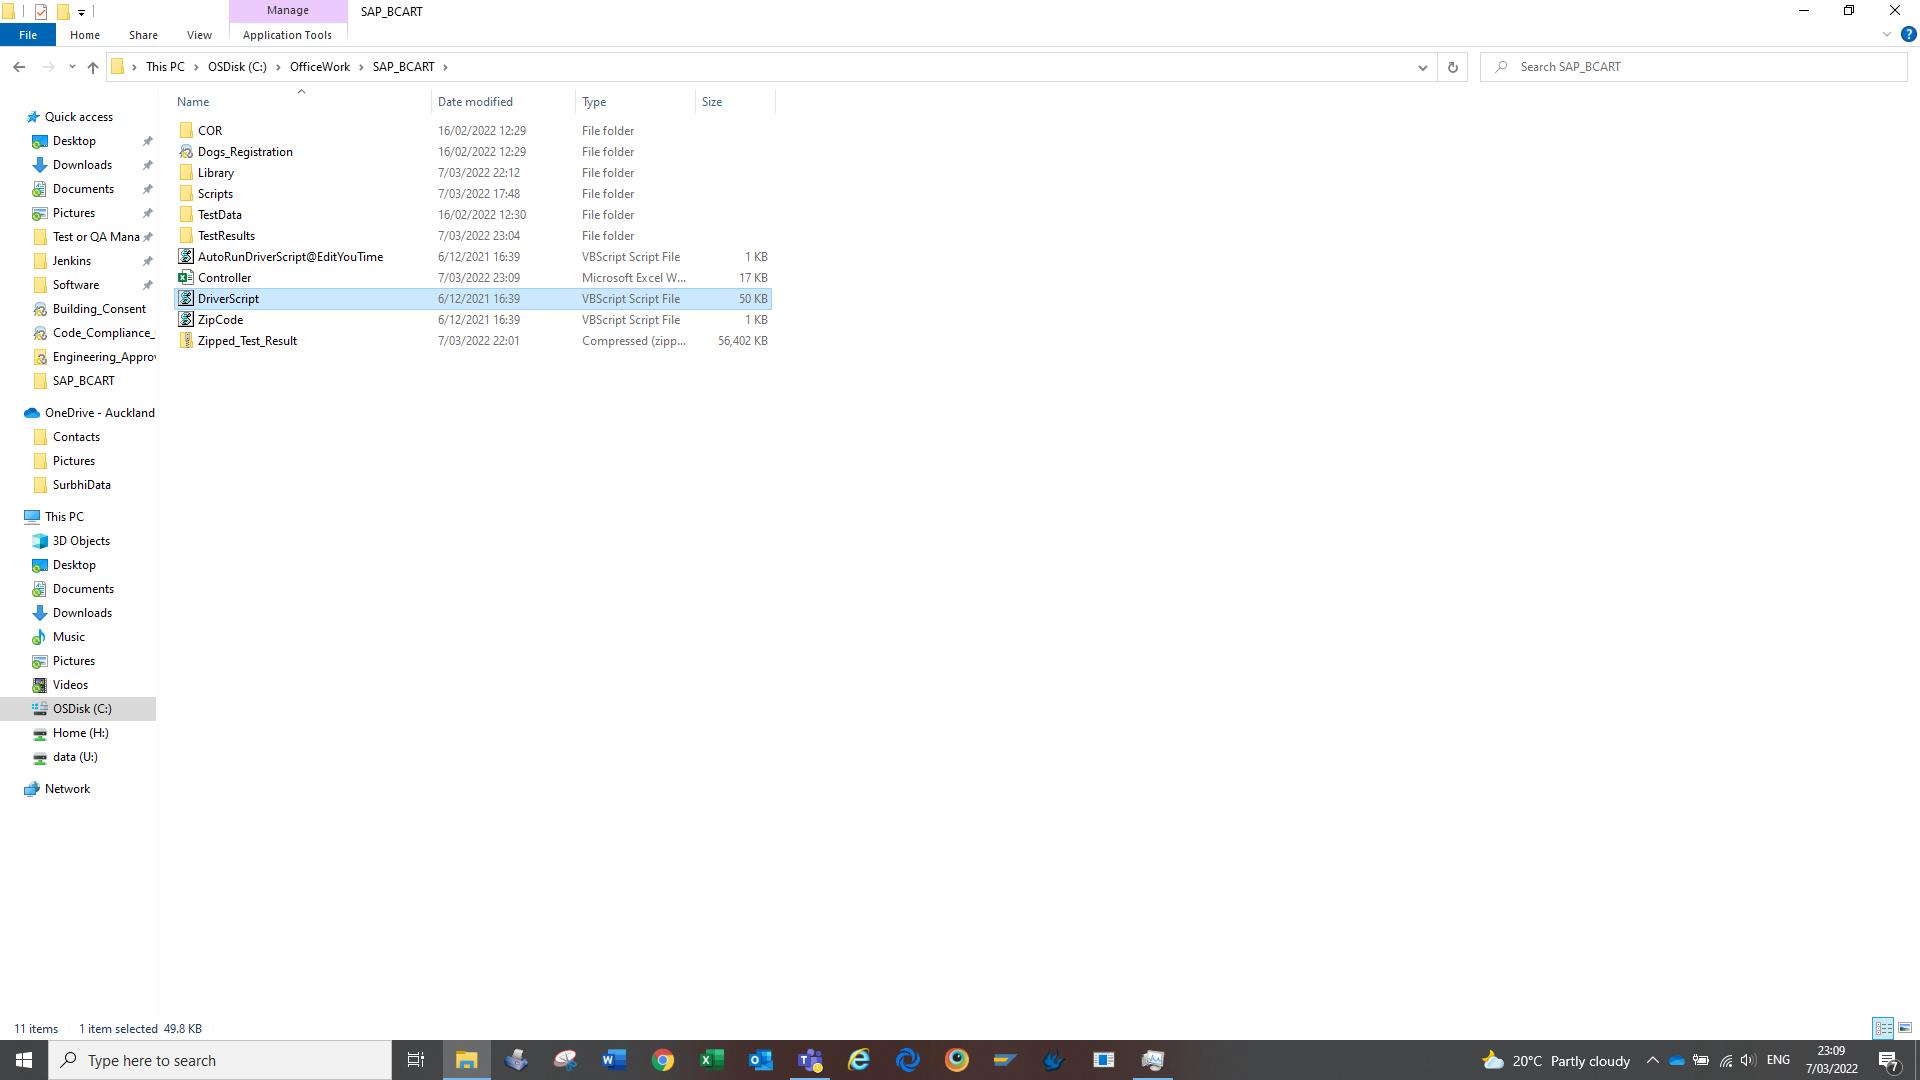 Manage
SAP_BCART
File
Home
Share
View
Application Tools
?
This PC
OSDisk (C:)
OfficeWork
SAP_BCART
Search SAP_BCART
Name
Date modified
Type
Size
COR 16/02/2022 12:29 File folder
Dogs_Registration 16/02/2022 12:29 File folder
Library 7/03/2022 22:12 File folder
Scripts 7/03/2022 17:48 File folder
TestData 16/02/2022 12:30 File folder
TestResults 7/03/2022 23:04 File folder
AutoRunDriverScript@EditYouTime 6/12/2021 16:39 VBScript Script File 1 KB
Controller 7/03/2022 23:09 Microsoft Excel W... 17 KB
DriverScript 6/12/2021 16:39 VBScript Script File 50 KB
ZipCode 6/12/2021 16:39 VBScript Script File 1 KB
Zipped_Test_Result 7/03/2022 22:01 Compressed (zipp... 56,402 KB
Quick access
Desktop
Downloads
Documents
Pictures
Test or QA Mana
Jenkins
Software
Building_Consent
Code_Compliance_
Engineering_Approv
SAP_BCART
OneDrive - Auckland
Contacts
Pictures
SurbhiData
This PC
3D Objects
Desktop
Documents
Downloads
Music
Pictures
Videos
OSDisk (C:)
Home (H:)
data (U:)
Network
11 items
1 item selected 49.8 KB
Type here to search
20°C Partly cloudy
ENG
23:09
7/03/2022
7